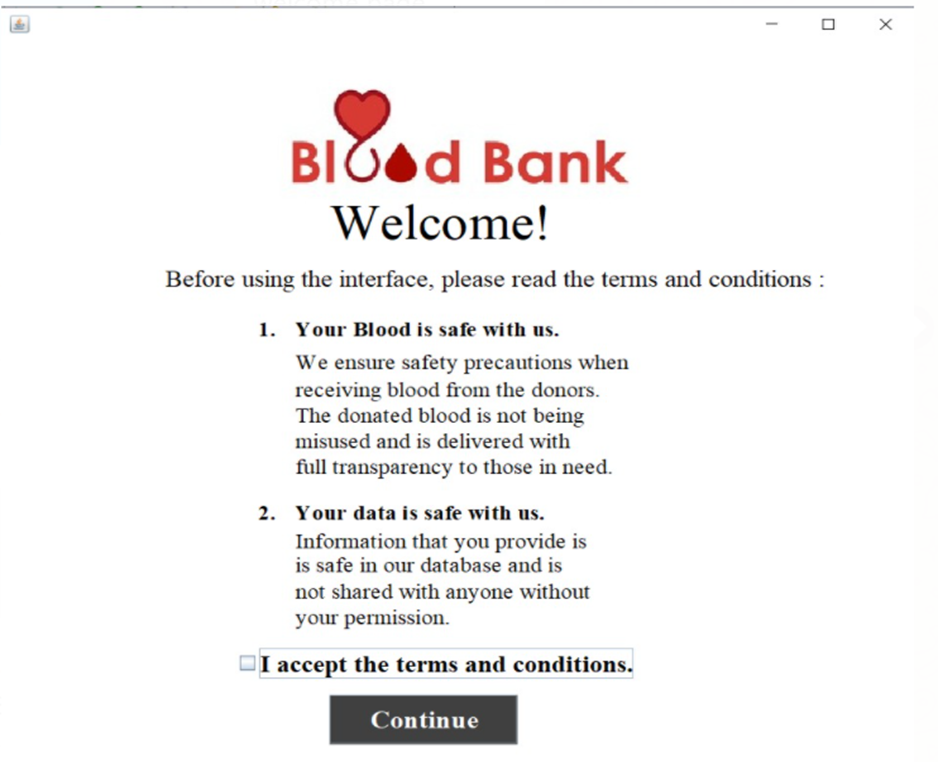 Blood Bank
Welcome!
Before using the interface, please read the terms and conditions :
1. Your Blood is safe with us.
We ensure safety precautions when
receiving blood from the donors.
The donated blood is not being
misused and is delivered with
full transparency to those in need.
2. Your data is safe with us.
Information that you provide is
is safe in our database and is
not shared with anyone without
your permission.
I accept the terms and conditions.
Continue